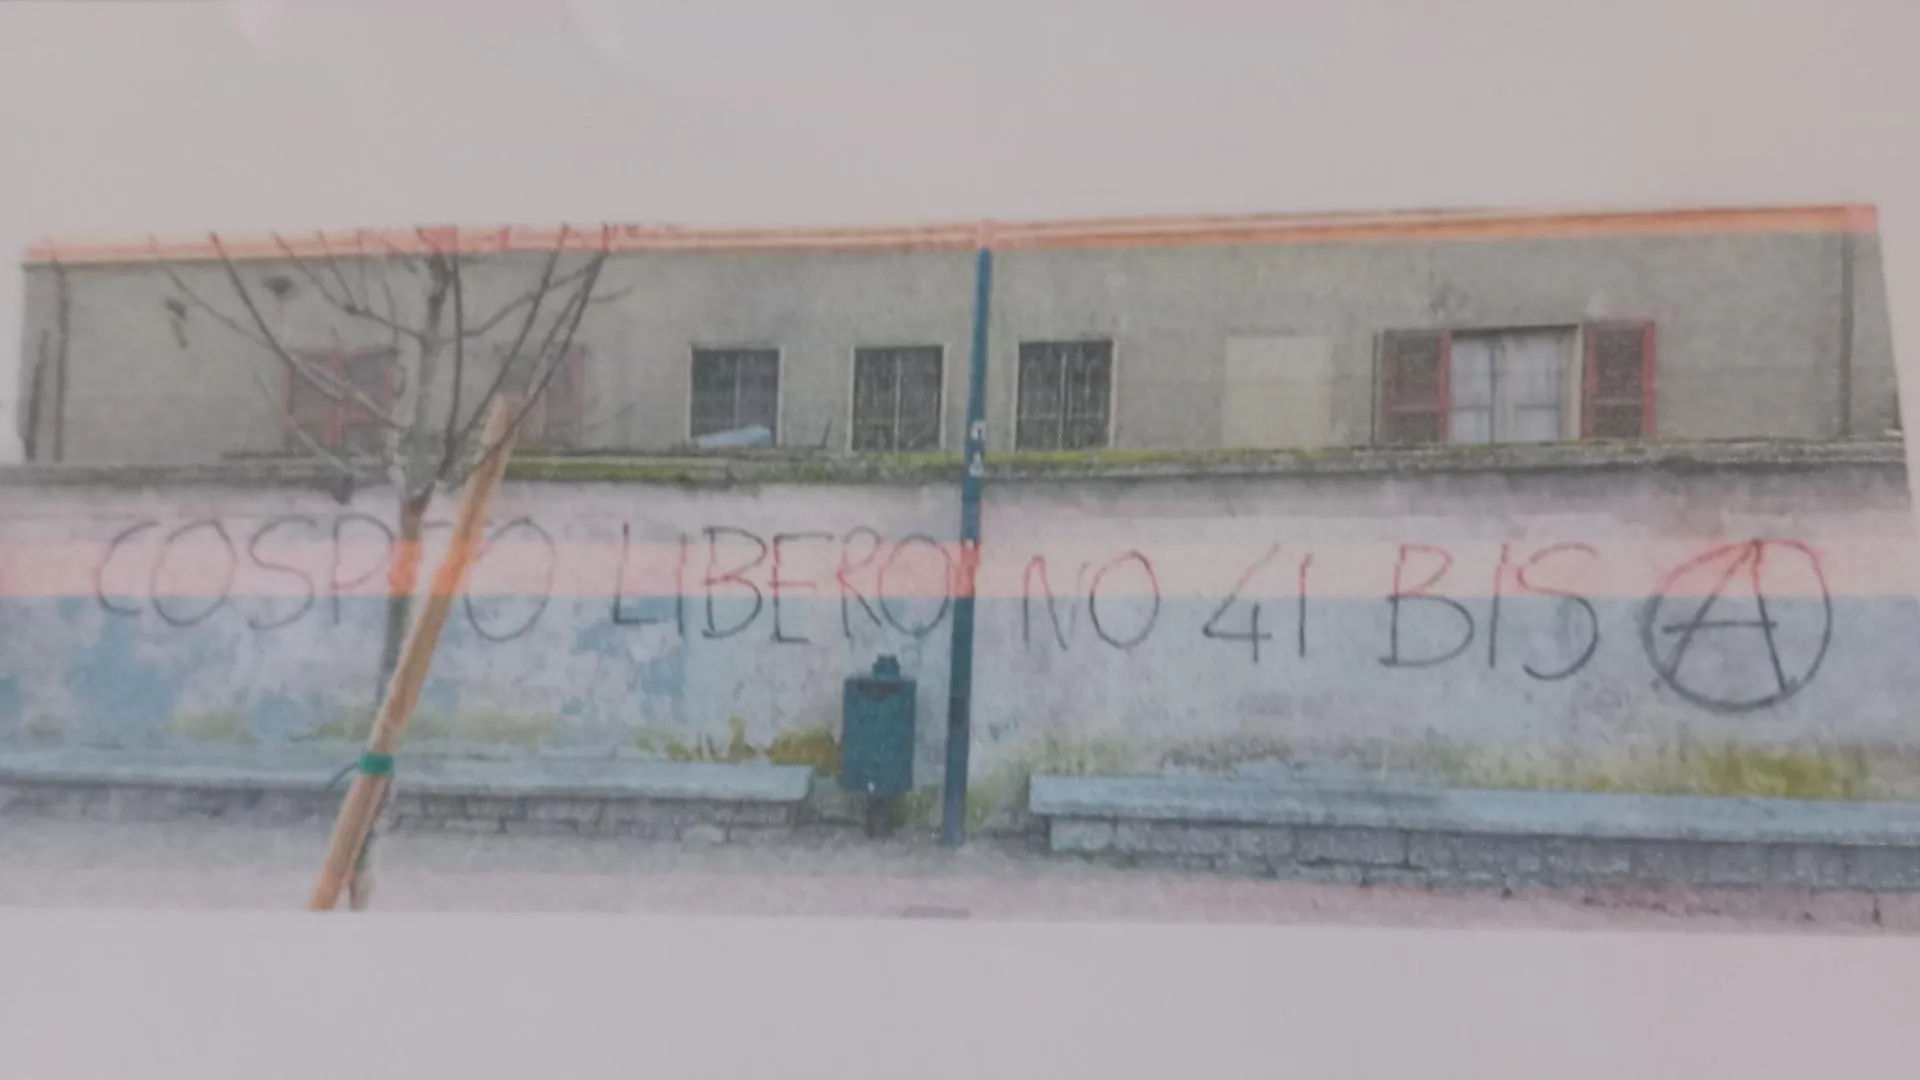 COSPITO LIBERO NO 41 BIS Ⓐ